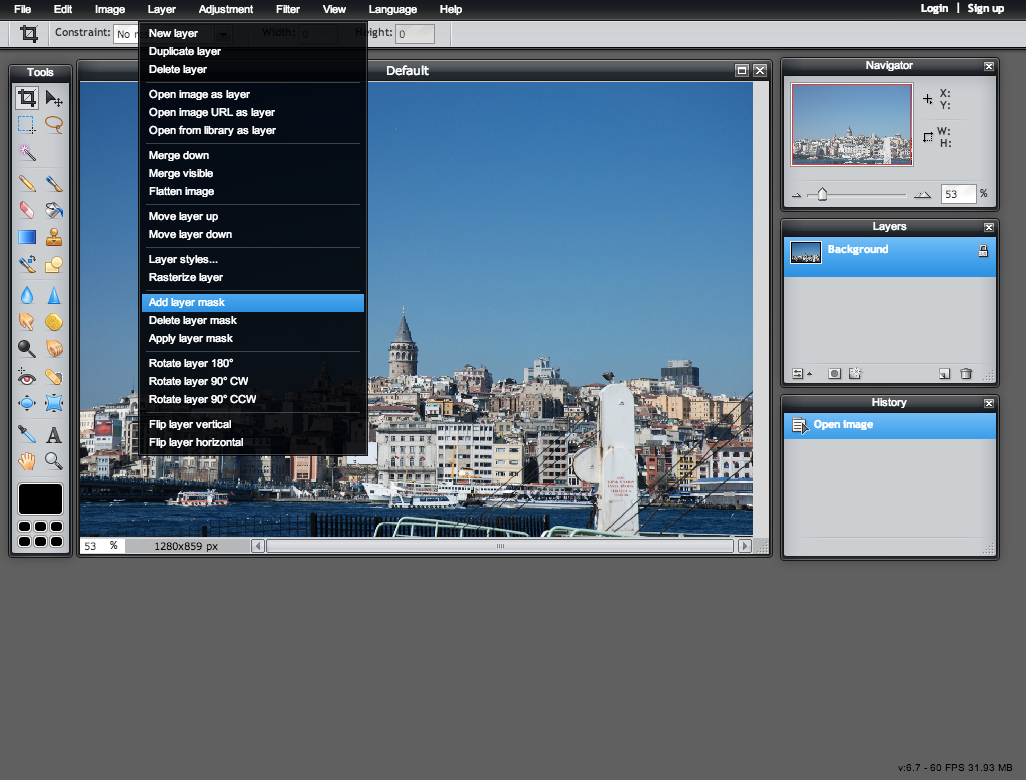 File Edit Image Layer Adjustment Filter View Language Help Login | Sign up
Constraint: No Width: 0 Height: 0
Tools
Default
New layer
Duplicate layer
Delete layer
Open image as layer
Open image URL as layer
Open from library as layer
Merge down
Merge visible
Flatten image
Move layer up
Move layer down
Layer styles...
Rasterize layer
Add layer mask
Delete layer mask
Apply layer mask
Rotate layer 180°
Rotate layer 90° CW
Rotate layer 90° CCW
Flip layer vertical
Flip layer horizontal
53 % 1280x859 px
Navigator
X:
Y:
W:
H:
53 %
Layers
Background
History
Open image
v:6.7 - 60 FPS 31.93 MB